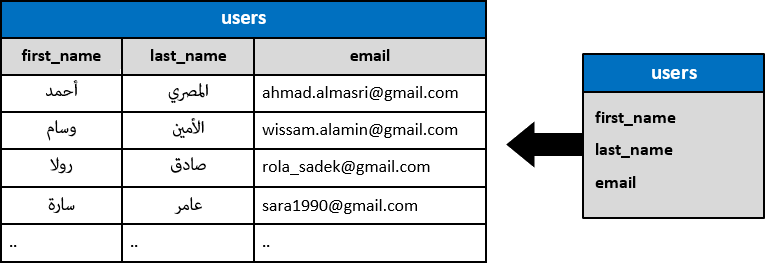 users
first_name last_name email
أحمد المصري ahmad.almasri@gmail.com
وسام الأمين wissam.alamin@gmail.com
رولا صادق rola_sadek@gmail.com
سارة عامر sara1990@gmail.com
.. .. ..
users
first_name
last_name
email